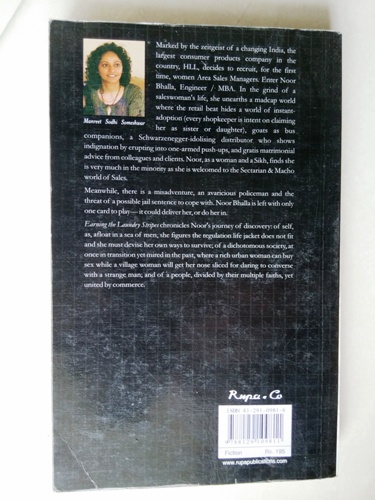 Marked by the zeitgeist of a changing India, the
largest consumer products company in the
country, HLL, decides to recruit, for the first
time, women Area Sales Managers. Enter Noor
Bhalla, Engineer / MBA. In the grind of a
saleswoman's life, she unearths a madcap world
where the retail beat hides a world of instant-
adoption (every shopkeeper is intent on claiming
her as sister or daughter), goats as bus
Manreet Sodhi Someshwar
companions, a Schwarzenegger-idolising distributor who shows
indignation by erupting into one-armed push-ups, and gratis matrimonial
advice from colleagues and clients. Noor, as a woman and a Sikh, finds she
is very much in the minority as she is welcomed to the Sectarian & Macho
world of Sales.
Meanwhile, there is a misadventure, an avaricious policeman and the
threat of a possible jail sentence to cope with. Noor Bhalla is left with only
one card to play — it could deliver her, or do her in.
Earning the Laundry Stripes chronicles Noor's journey of discovery: of self,
as, afloat in a sea of men, she figures the regulation life jacket does not fit
and she must devise her own ways to survive; of a dichotomous society, at
once in transition yet mired in the past, where a rich urban woman can buy
sex while a village woman will get her nose sliced for daring to converse
with a strange man; and of a people, divided by their multiple faiths, yet
united by commerce.
Rupa & Co
Fiction Rs. 195
www.rupapublications.com